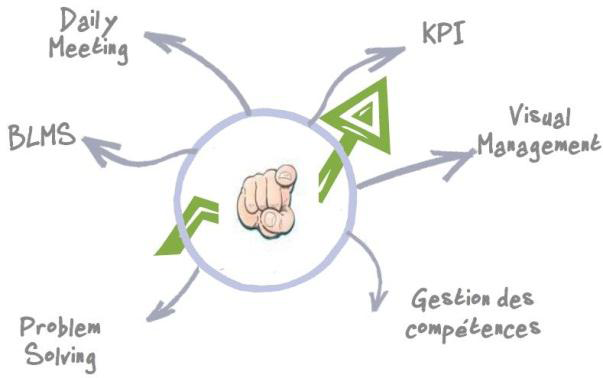 Daily
Meeting
KPI
BLMS
Visual
Management
Problem
Solving
Gestion des
compétences